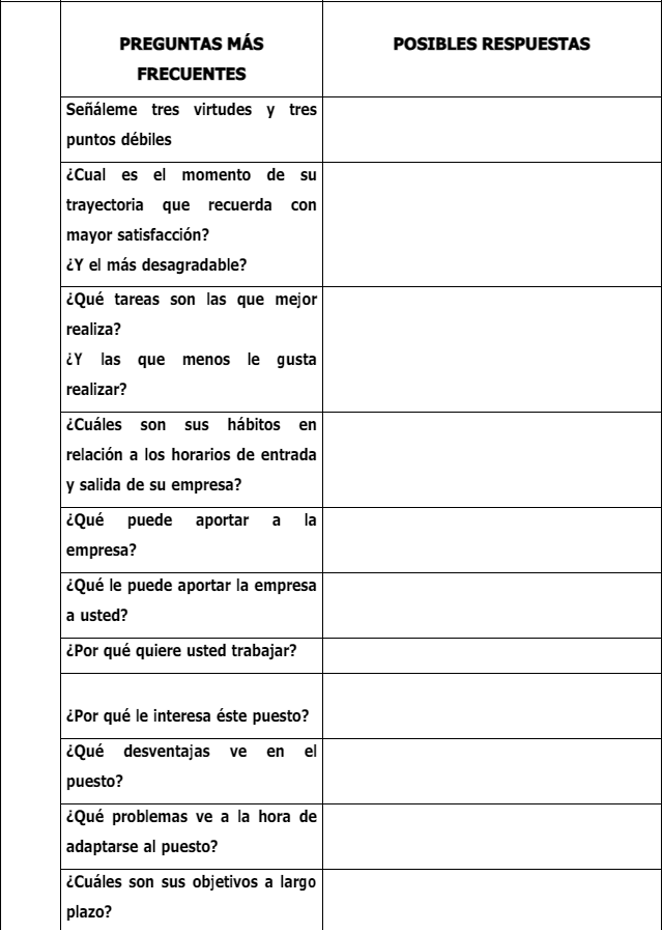 PREGUNTAS MÁS
FRECUENTES
POSIBLES RESPUESTAS
Señáleme tres virtudes y tres
puntos débiles
¿Cual es el momento de su
trayectoria que recuerda con
mayor satisfacción?
¿Y el más desagradable?
¿Qué tareas son las que mejor
realiza?
¿Y las que menos le gusta
realizar?
¿Cuáles son sus hábitos en
relación a los horarios de entrada
y salida de su empresa?
¿Qué puede aportar a la
empresa?
¿Qué le puede aportar la empresa
a usted?
¿Por qué quiere usted trabajar?
¿Por qué le interesa éste puesto?
¿Qué desventajas ve en el
puesto?
¿Qué problemas ve a la hora de
adaptarse al puesto?
¿Cuáles son sus objetivos a largo
plazo?